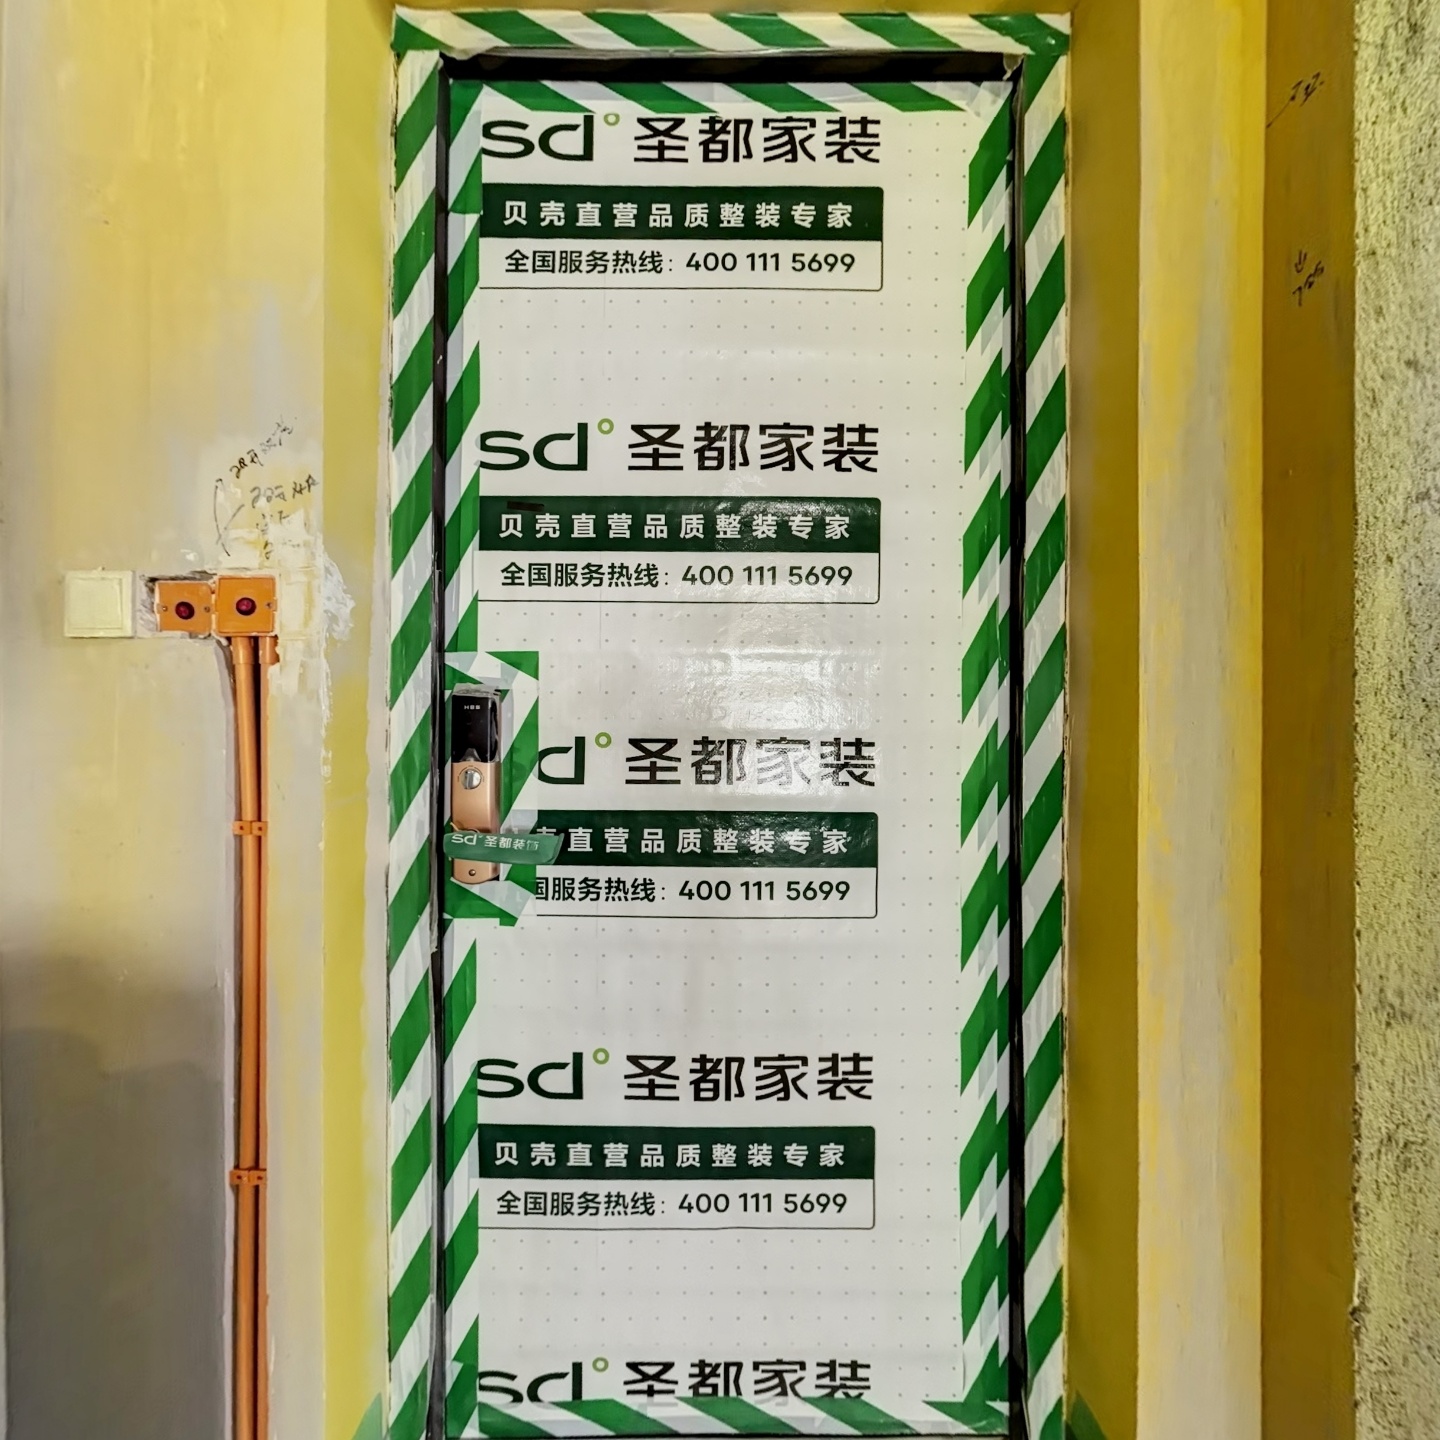 sd° 圣都家装
贝壳直营品质整装专家
全国服务热线: 400 111 5699
sd° 圣都家装
贝壳直营品质整装专家
全国服务热线: 400 111 5699
d° 圣都家装
壳直营品质整装专家
国服务热线: 400 111 5699
sd° 圣都家装
sd° 圣都家装
贝壳直营品质整装专家
全国服务热线: 400 111 5699
sd° 圣都家装